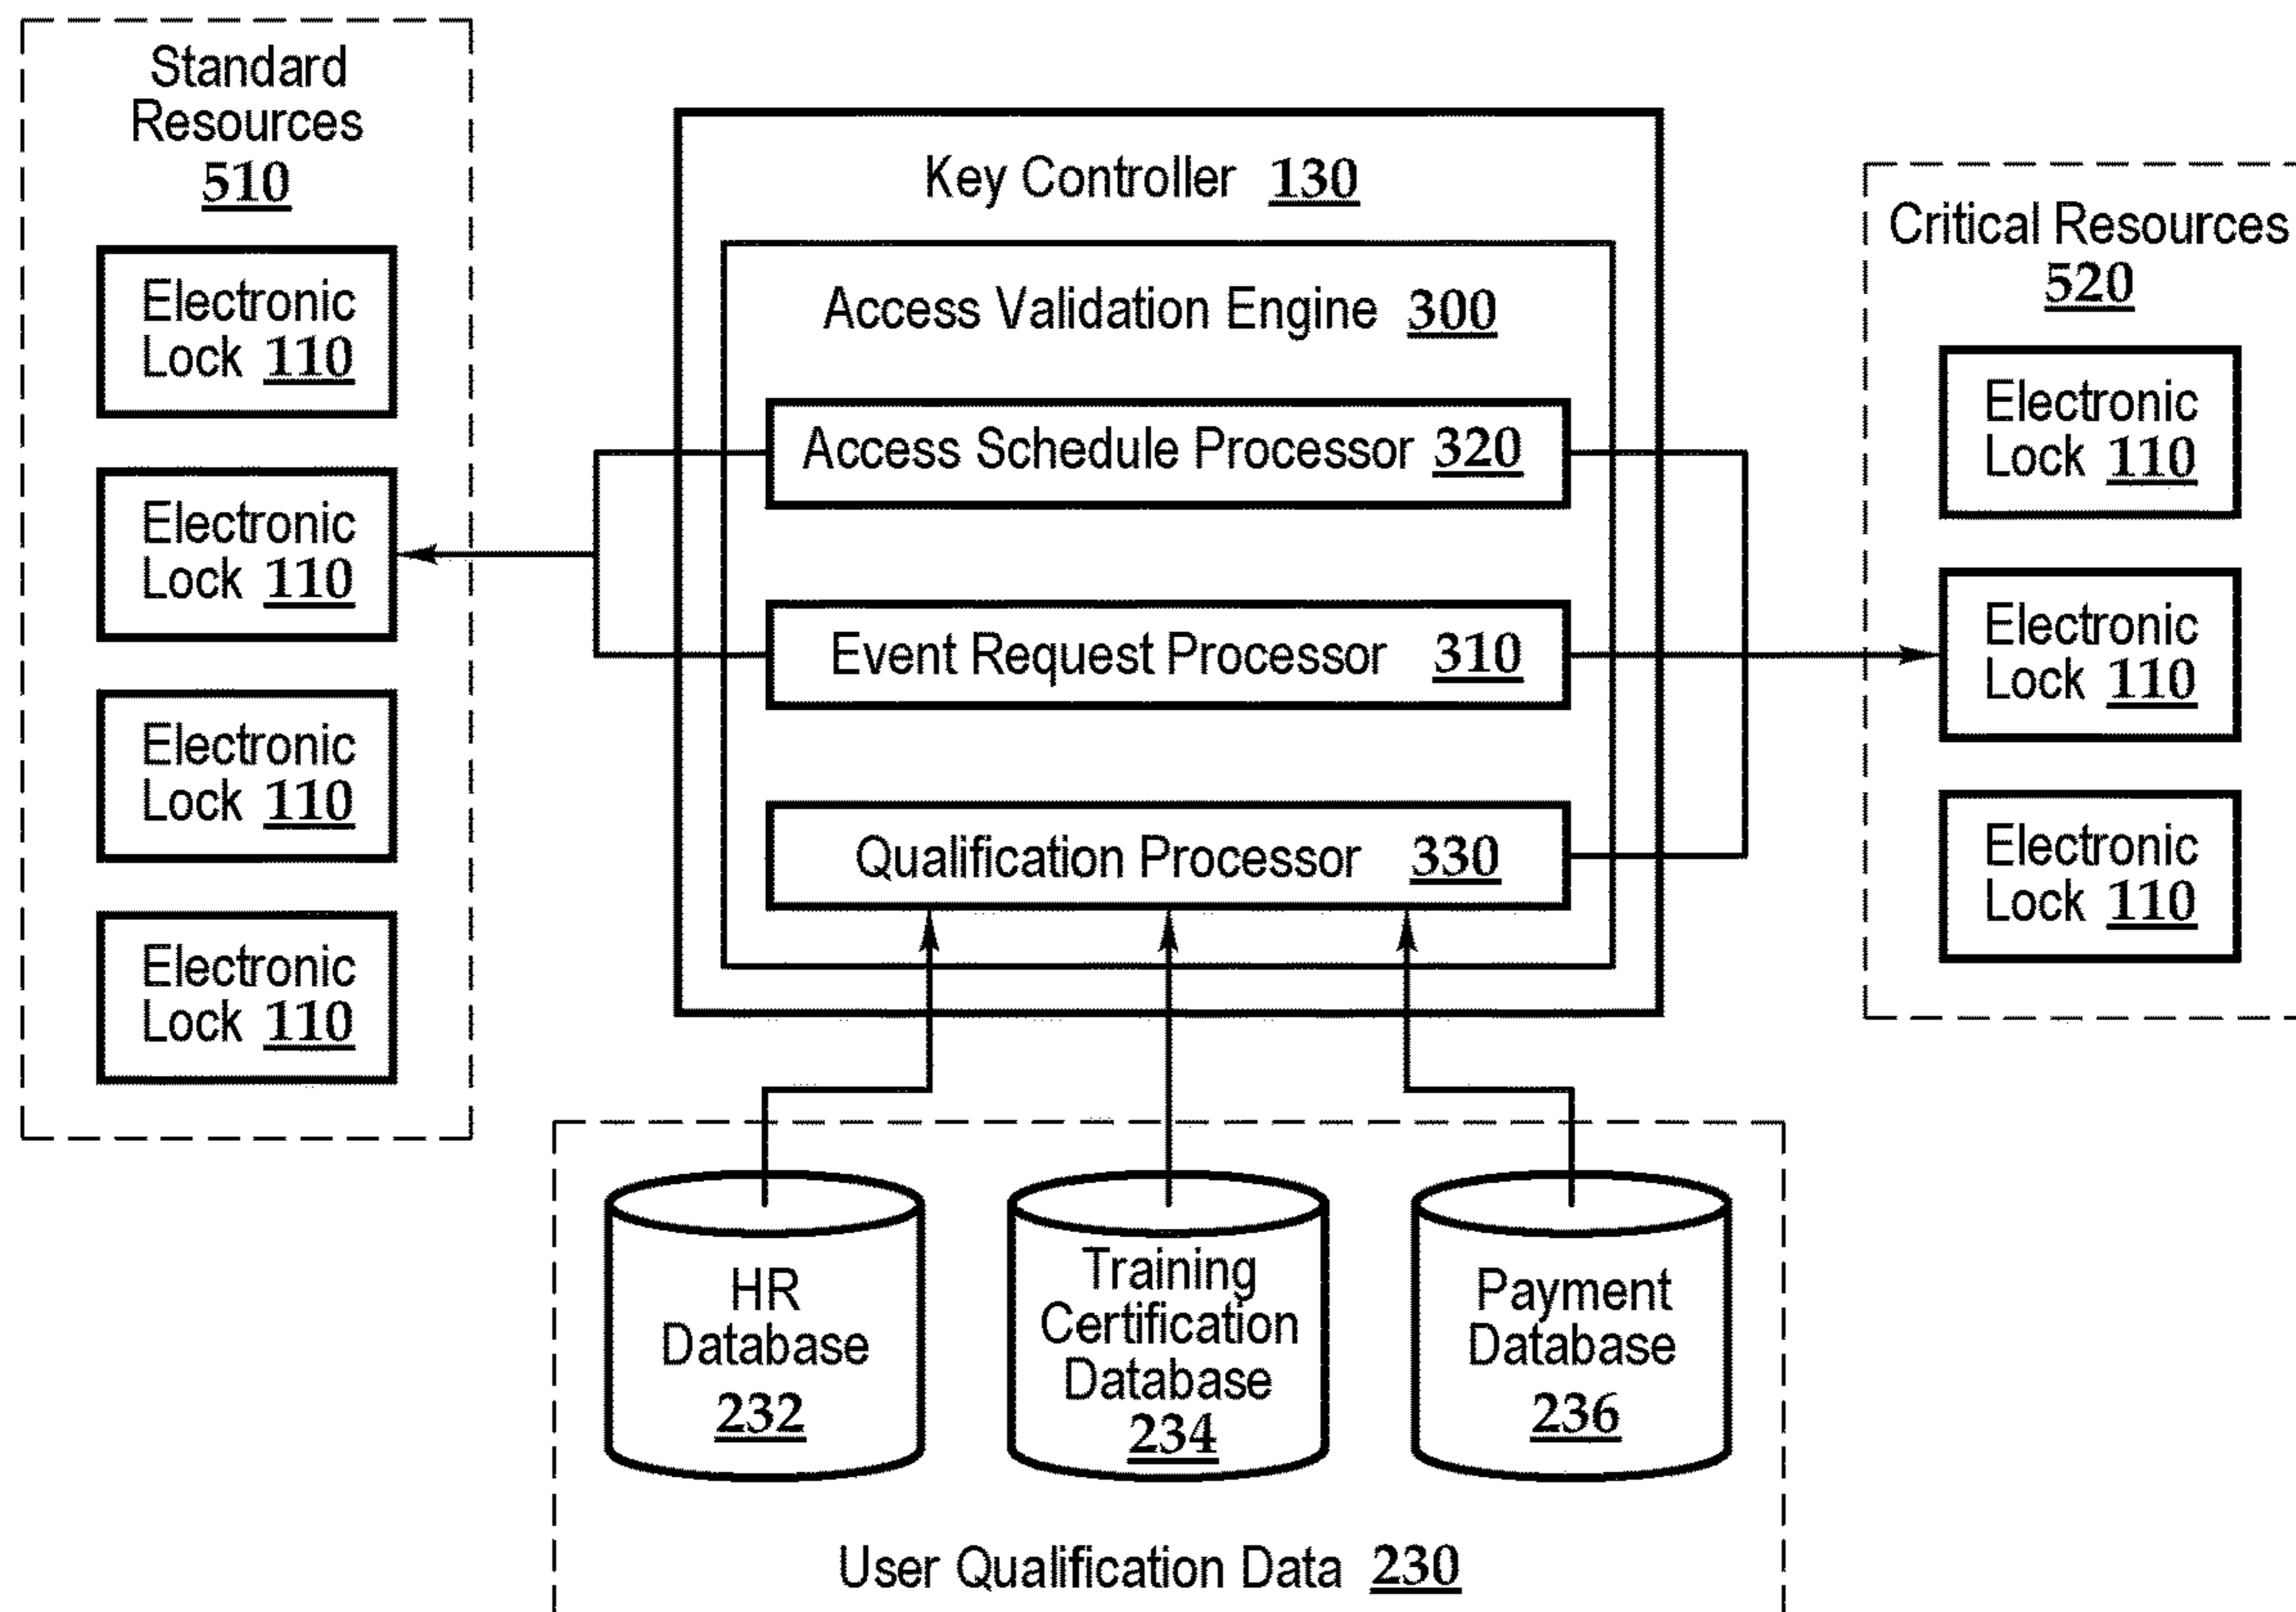 Standard
Resources
510
Electronic
Lock 110
Electronic
Lock 110
Electronic
Lock 110
Electronic
Lock 110
Key Controller 130
Access Validation Engine 300
Access Schedule Processor 320
Event Request Processor 310
Qualification Processor 330
Critical Resources
520
Electronic
Lock 110
Electronic
Lock 110
Electronic
Lock 110
HR
Database
232
Training
Certification
Database
234
Payment
Database
236
User Qualification Data 230